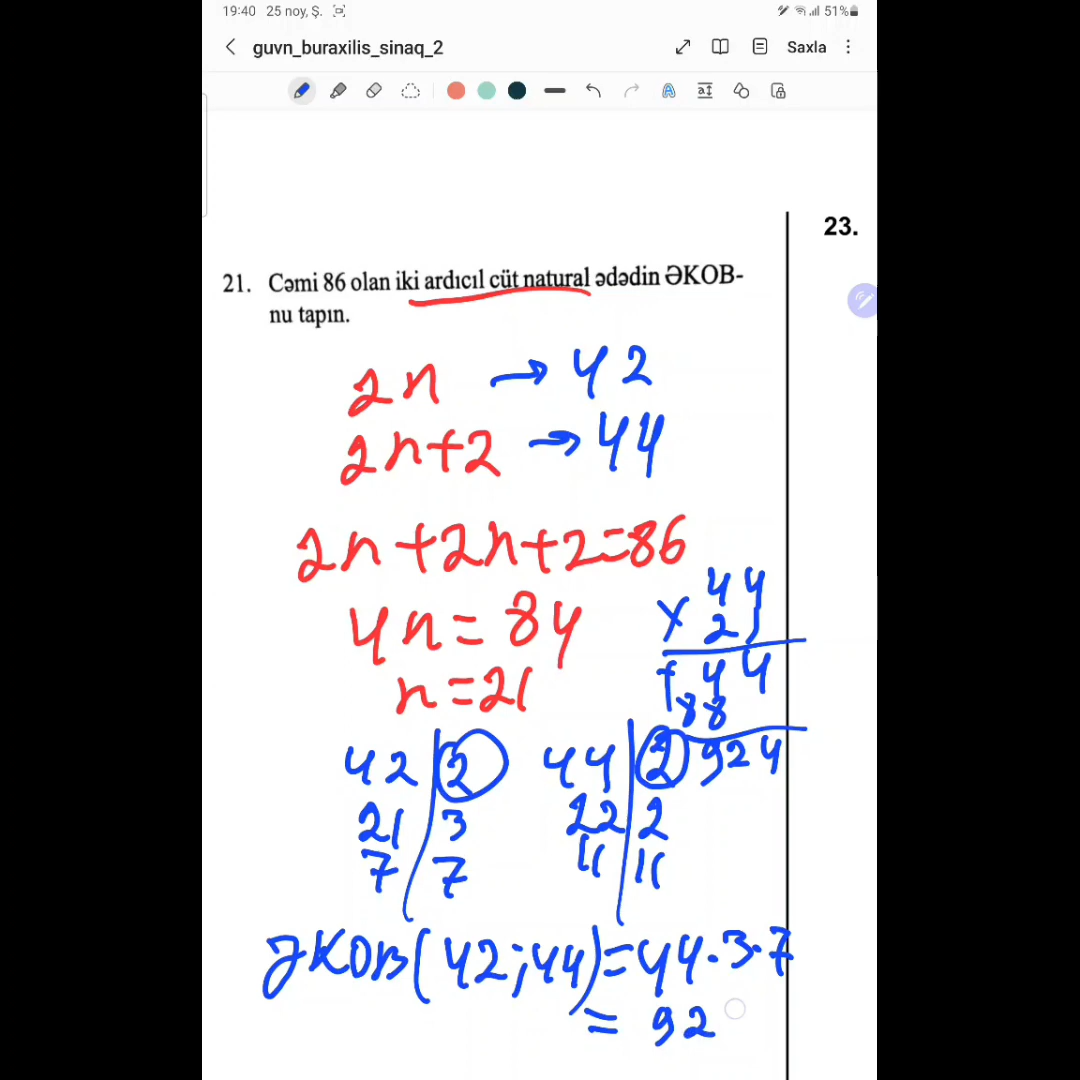 19:40 25 noy, Ş. 51%
guvn_buraxilis_sinaq_2 Saxla
23.
21. Cəmi 86 olan iki ardıcıl cüt natural ədədin ƏKOB-
nu tapın.
2n → 42
2n+2 → 44
2n+2n+2=86
4n=84
n=21
44
× 21
+ 44
88
924
42 | 2
21 | 3
7 | 7
44 | 2
22 | 2
11 | 11
ƏKOB(42;44)=44·3·7
= 92